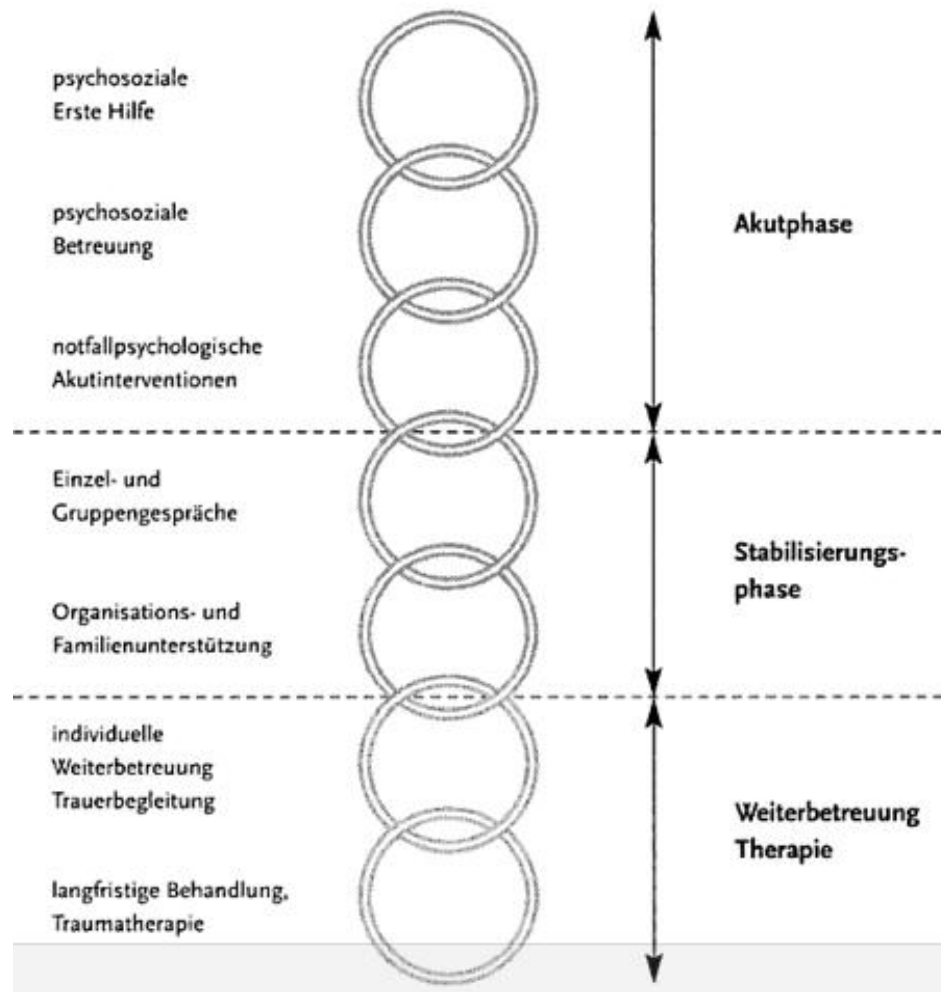 psychosoziale
Erste Hilfe
psychosoziale
Betreuung
Akutphase
notfallpsychologische
Akutinterventionen
Einzel- und
Gruppengespräche
Stabilisierungs-
phase
Organisations- und
Familienunterstützung
individuelle
Weiterbetreuung
Trauerbegleitung
Weiterbetreuung
Therapie
langfristige Behandlung,
Traumatherapie